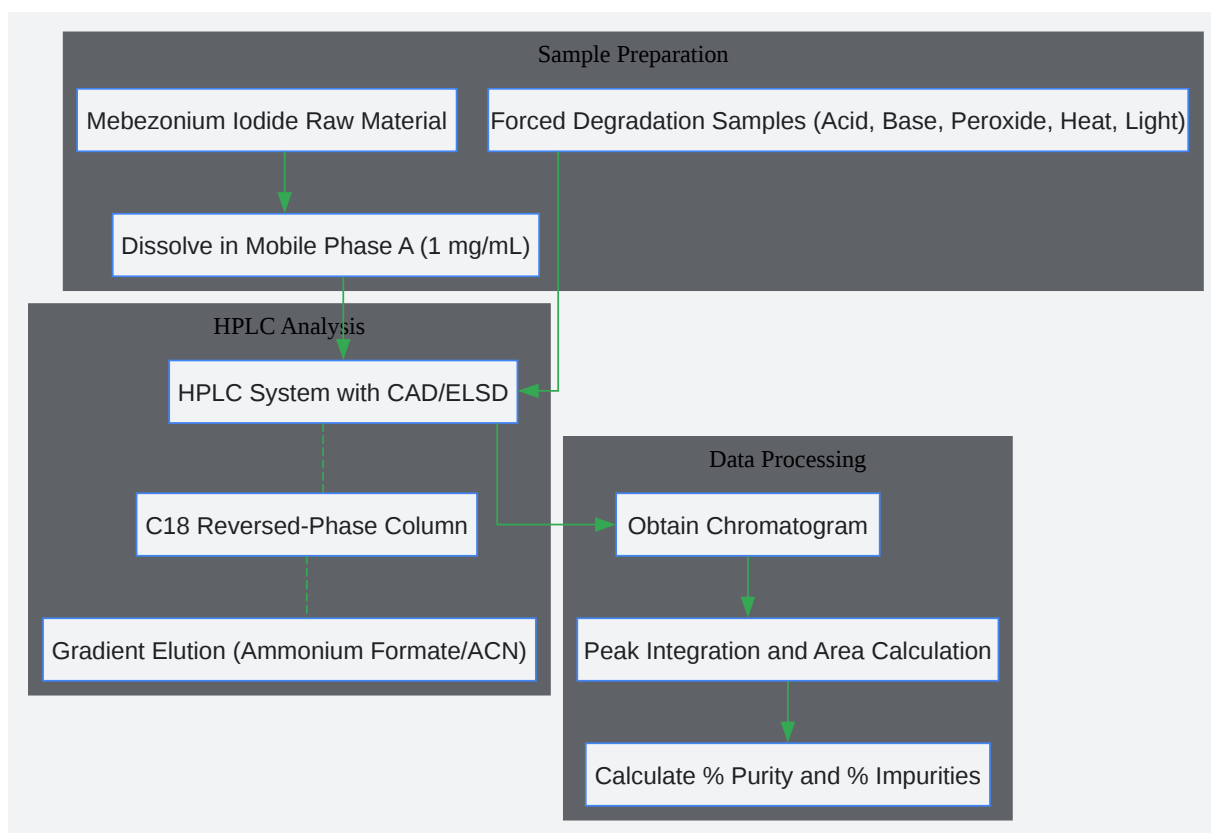 Sample Preparation
Mebezonium Iodide Raw Material
Forced Degradation Samples (Acid, Base, Peroxide, Heat, Light)
Dissolve in Mobile Phase A (1 mg/mL)
HPLC Analysis
HPLC System with CAD/ELSD
C18 Reversed-Phase Column
Gradient Elution (Ammonium Formate/ACN)
Data Processing
Obtain Chromatogram
Peak Integration and Area Calculation
Calculate % Purity and % Impurities